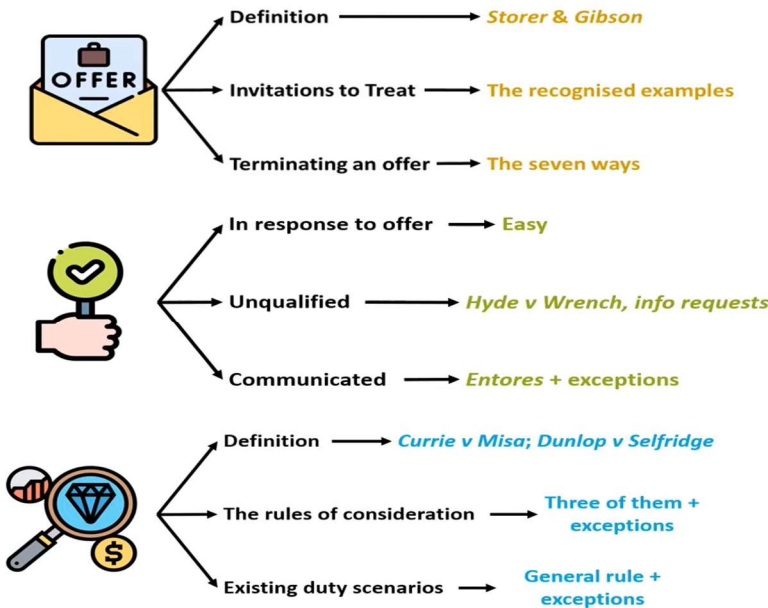 OFFER
Definition Storer & Gibson
Invitations to Treat The recognised examples
Terminating an offer The seven ways
In response to offer Easy
Unqualified Hyde v Wrench, info requests
Communicated Entores + exceptions
Definition Currie v Misa; Dunlop v Selfridge
The rules of consideration Three of them +
exceptions
$
Existing duty scenarios General rule +
exceptions